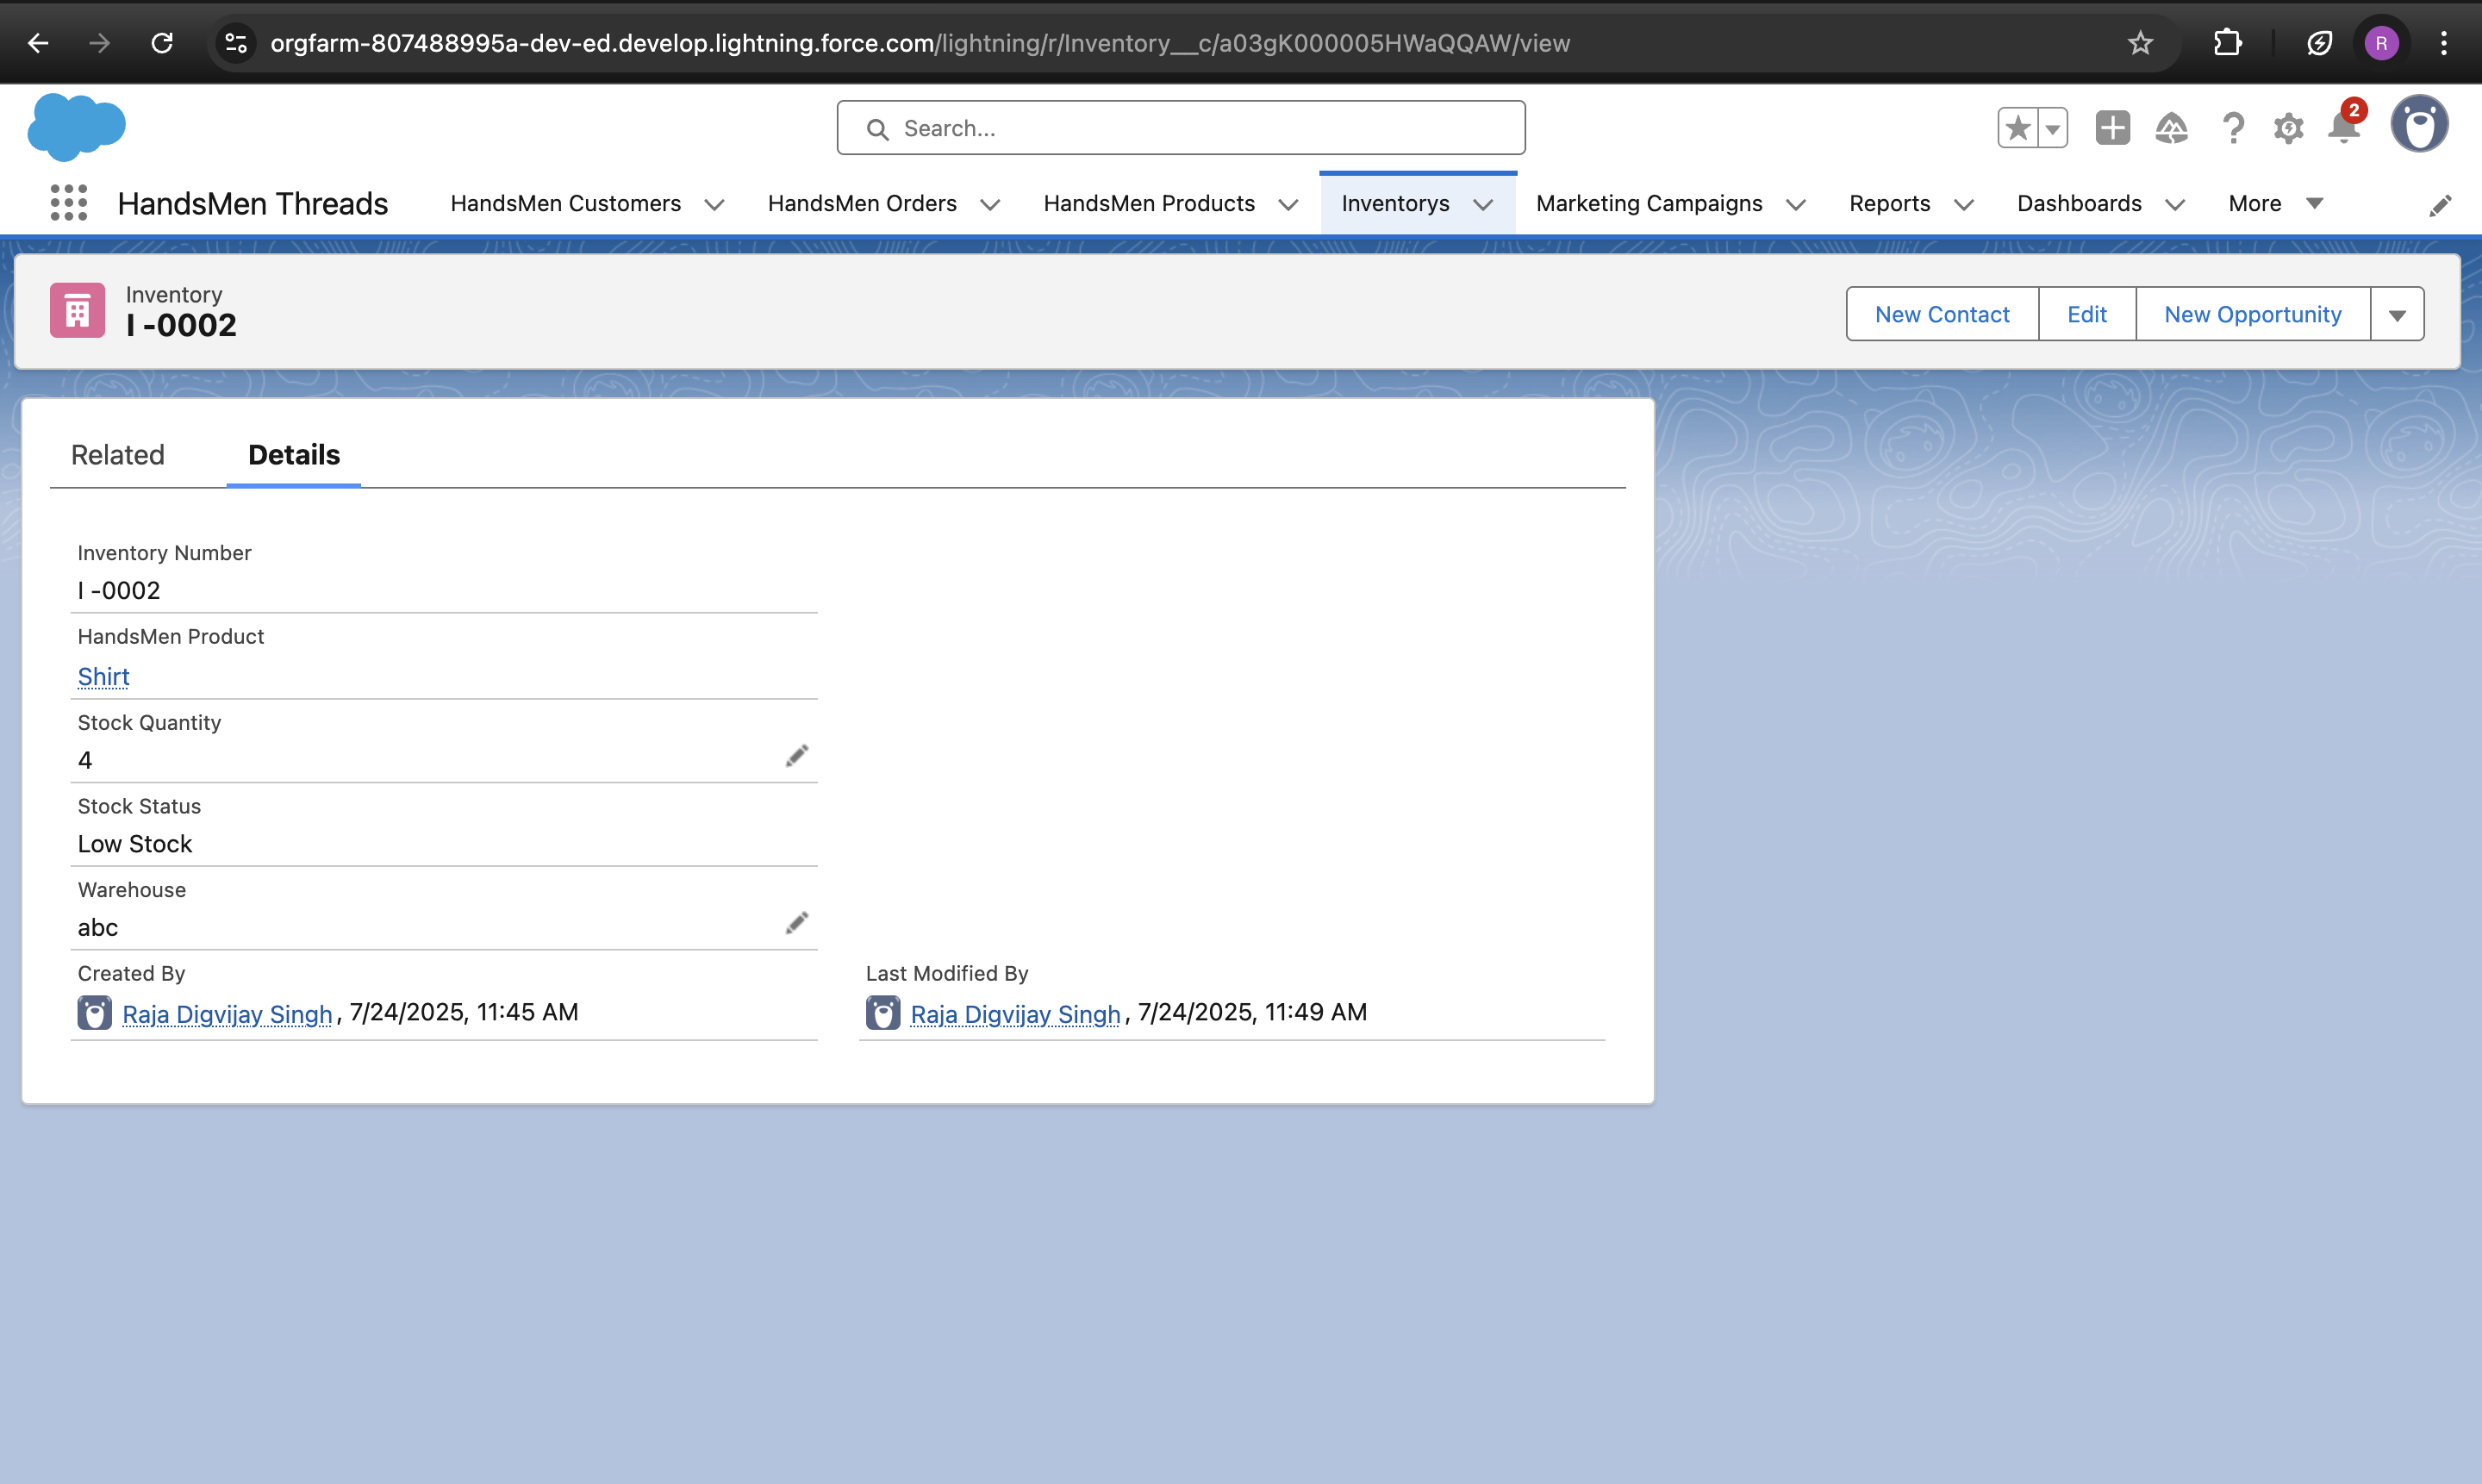 orgfarm-807488995a-dev-ed.develop.lightning.force.com/lightning/r/Inventory__c/a03gK000005HWaQQAW/view
R
Search...
2
HandsMen Threads
HandsMen Customers
HandsMen Orders
HandsMen Products
Inventorys
Marketing Campaigns
Reports
Dashboards
More
Inventory
I -0002
New Contact
Edit
New Opportunity
Related
Details
Inventory Number
I -0002
HandsMen Product
Shirt
Stock Quantity
4
Stock Status
Low Stock
Warehouse
abc
Created By
Raja Digvijay Singh, 7/24/2025, 11:45 AM
Last Modified By
Raja Digvijay Singh, 7/24/2025, 11:49 AM